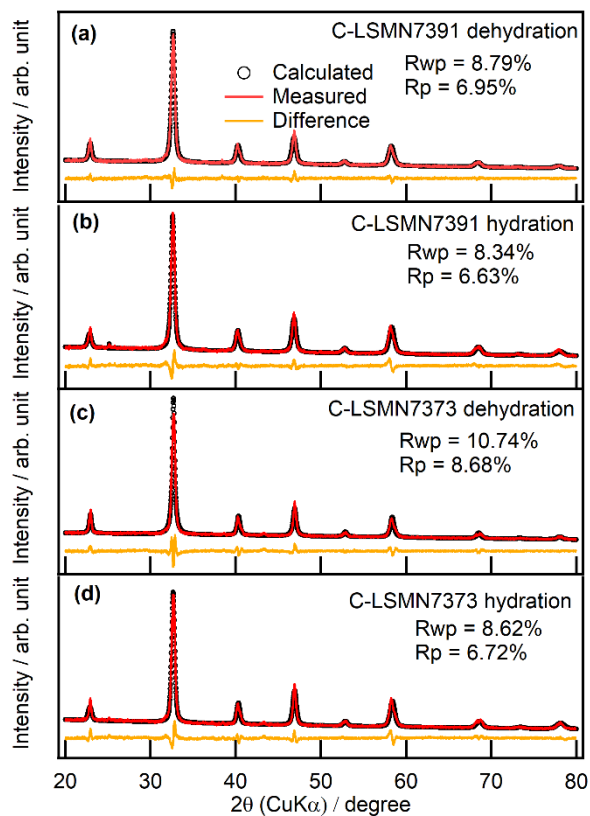 (a)
C-LSMN7391 dehydration
Rwp = 8.79%
Rp = 6.95%
Calculated
Measured
Difference
Intensity / arb. unit
(b)
C-LSMN7391 hydration
Rwp = 8.34%
Rp = 6.63%
Intensity / arb. unit
(c)
C-LSMN7373 dehydration
Rwp = 10.74%
Rp = 8.68%
Intensity / arb. unit
(d)
C-LSMN7373 hydration
Rwp = 8.62%
Rp = 6.72%
Intensity / arb. unit
20 30 40 50 60 70 80
2θ (CuKα) / degree